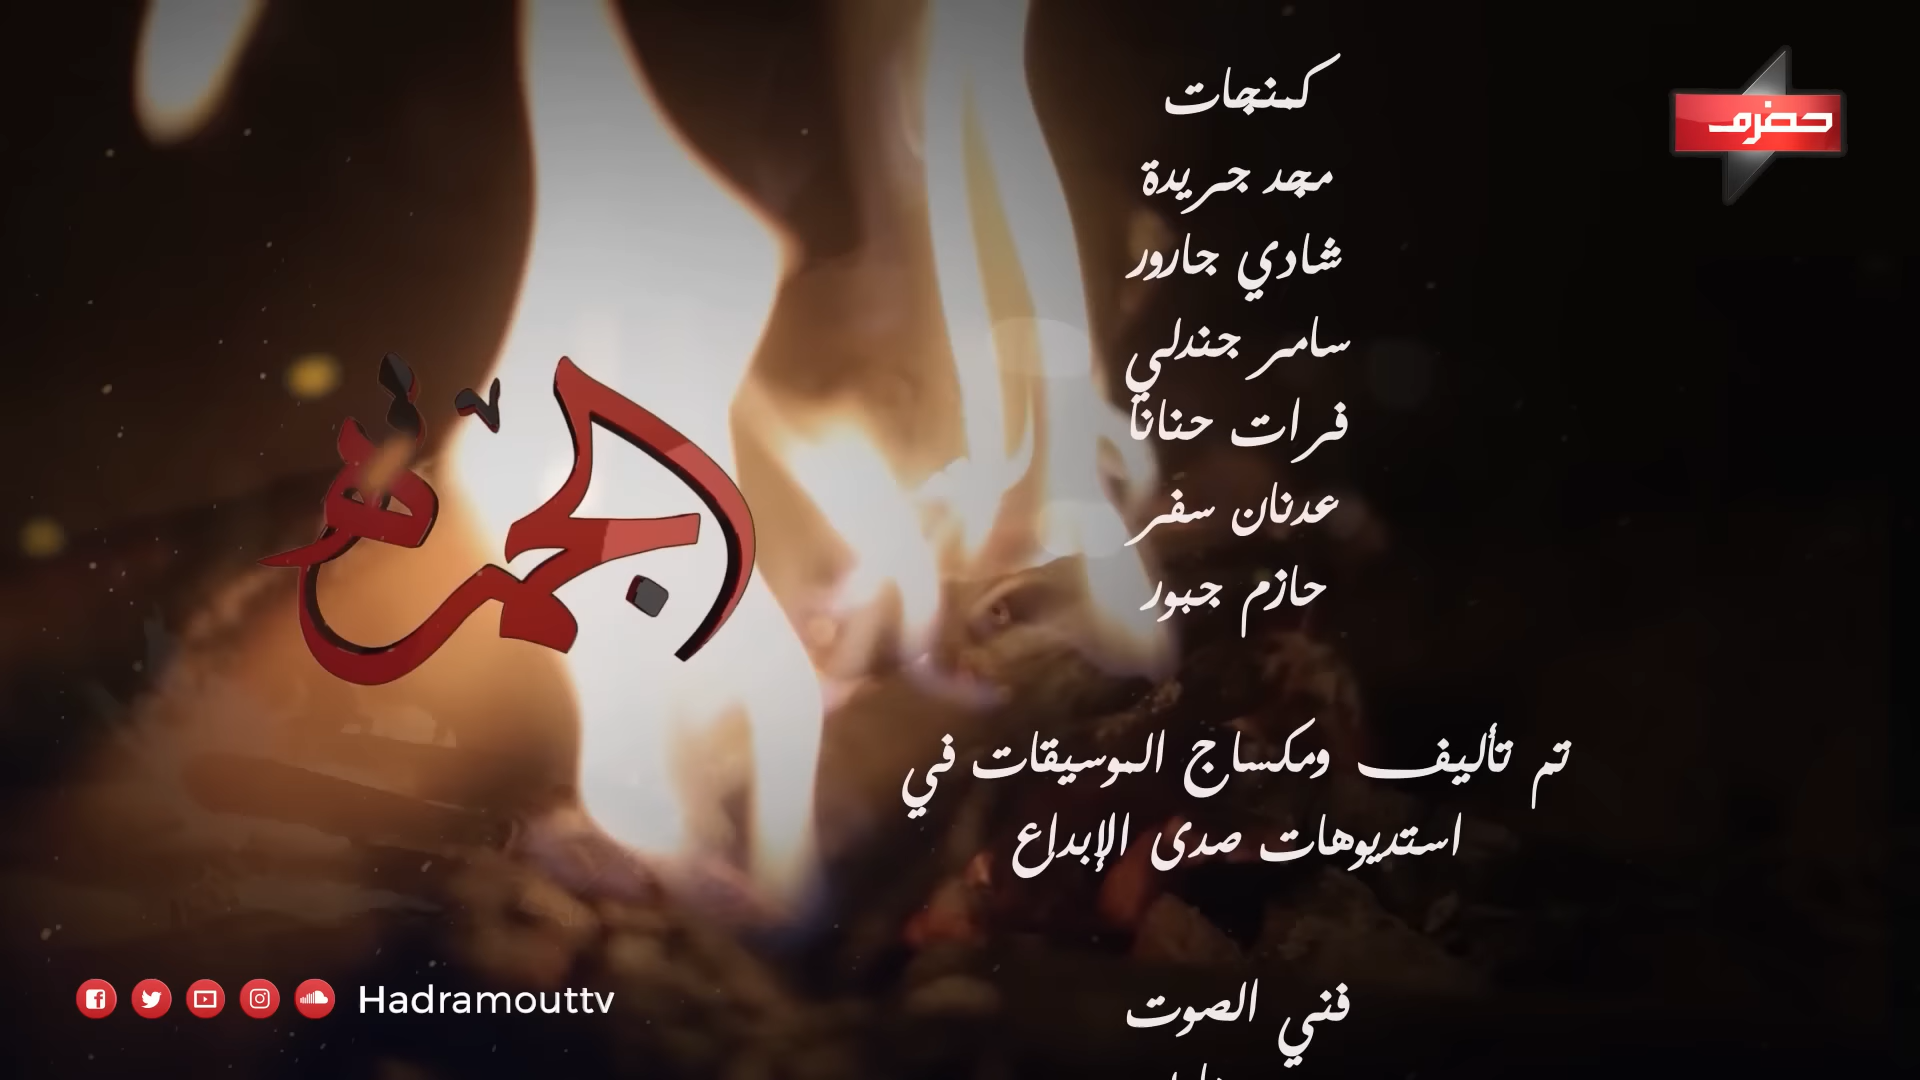 كمنجات
مجد جريدة
شادي جارور
سامر جندلي
فرات حنانا
عدنان سفر
حازم جبور
تم تأليف ومكساج الموسيقات في
استديوهات صدى الإبداع
فني الصوت
حضرم
الجمرة
Hadramouttv